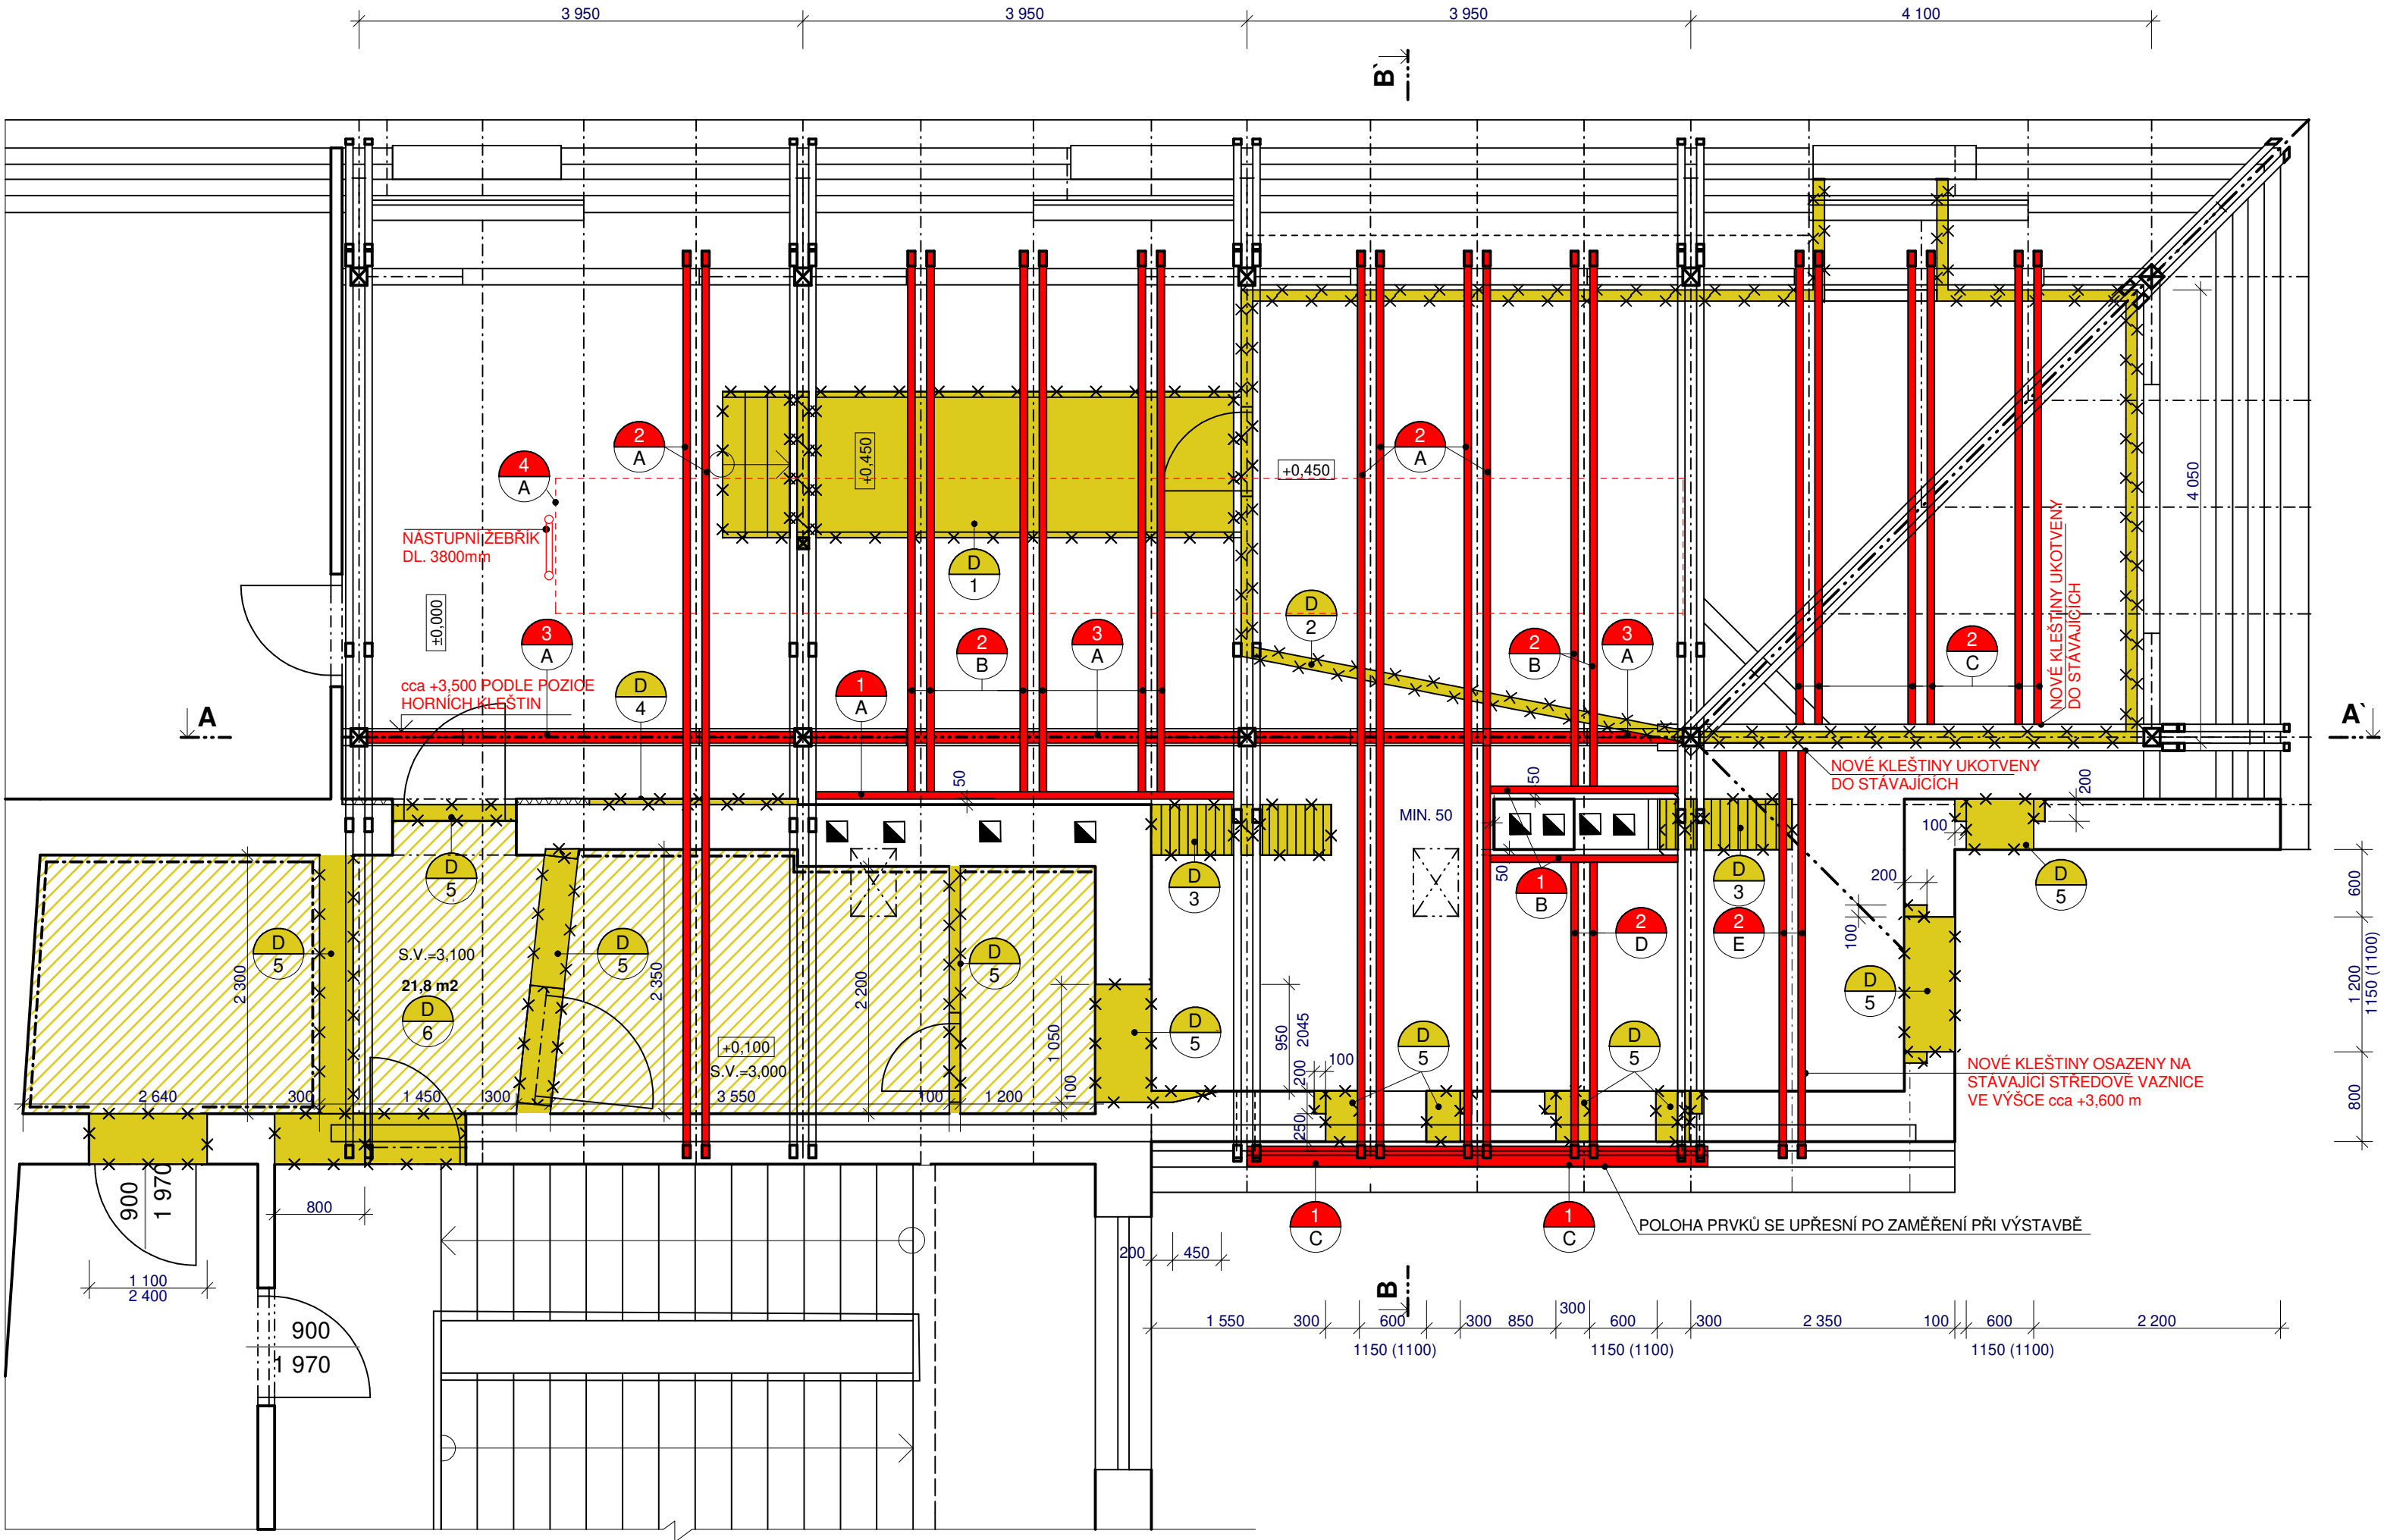 3 950
3 950
3 950
4 100
B`
2
A
2
A
4
A
+0,450
+0,450
4 050
NÁSTUPNÍ ŽEBŘÍK
DL. 3800mm
D
1
±0,000
D
2
NOVÉ KLEŠTINY UKOTVENY
DO STÁVAJÍCÍCH
3
A
2
B
3
A
2
B
3
A
2
C
cca +3,500 PODLE POZICE
HORNÍCH KLEŠTIN
D
4
1
A
A
A`
NOVÉ KLEŠTINY UKOTVENY
DO STÁVAJÍCÍCH
50
50
200
MIN. 50
100
D
5
D
3
50
1
B
D
3
200
D
5
600
D
5
S.V.=3,100
D
5
D
5
2
D
2
E
100
2 300
21,8 m2
2 350
2 200
D
6
D
5
1 200
1150 (1100)
+0,100
S.V.=3,000
1 050
D
5
950
2045
D
5
D
5
200
100
NOVÉ KLEŠTINY OSAZENY NA
STÁVAJÍCÍ STŘEDOVÉ VAZNICE
VE VÝŠCE cca +3,600 m
2 640
300
1 450
300
3 550
100
1 200
100
250
800
900
1 970
800
1
C
1
C
POLOHA PRVKŮ SE UPŘESNÍ PO ZAMĚŘENÍ PŘI VÝSTAVBĚ
200
450
1 100
2 400
B
900
1 970
1 550
300
600
300
850
300
600
300
2 350
100
600
2 200
1150 (1100)
1150 (1100)
1150 (1100)